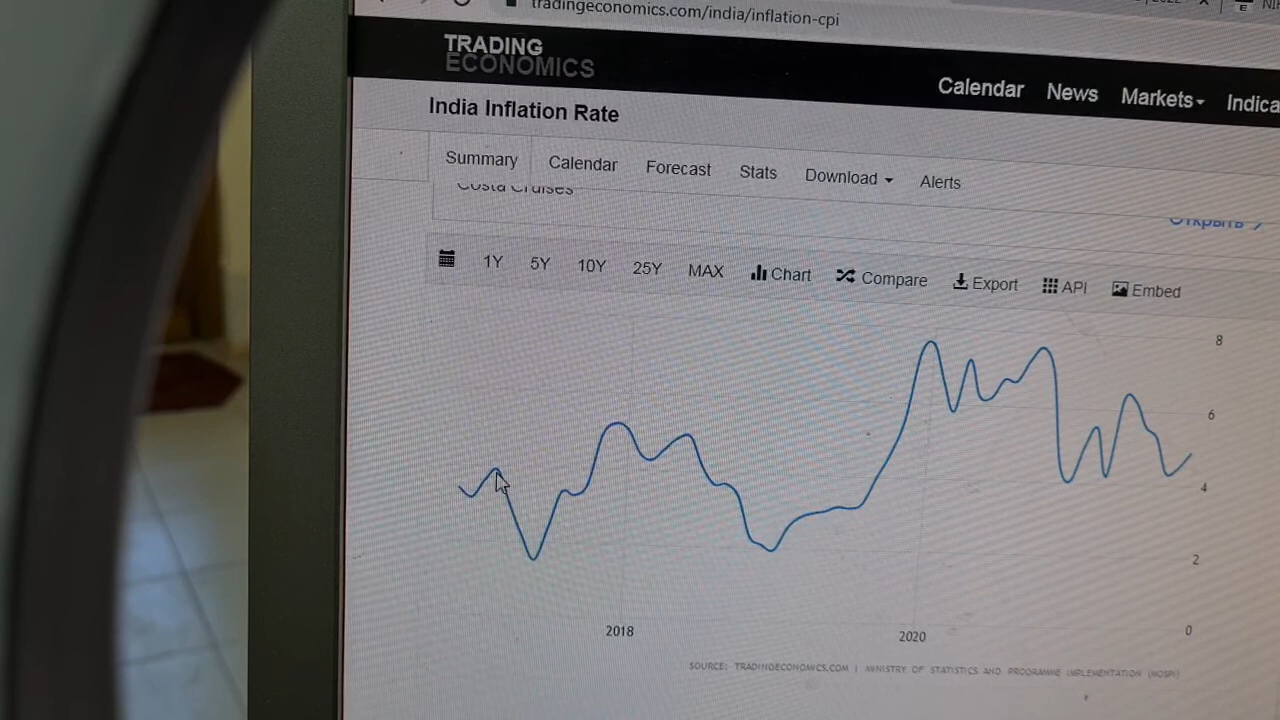 tradingeconomics.com/india/inflation-cpi
TRADING
ECONOMICS
Calendar News Markets
India Inflation Rate
Summary Calendar Forecast Stats Download Alerts
Costa Cruises
1Y 5Y 10Y 25Y MAX Chart Compare Export API Embed
8
6
4
2
0
2018 2020
SOURCE: TRADINGECONOMICS.COM | MINISTRY OF STATISTICS AND PROGRAMME IMPLEMENTATION (MOSPI)